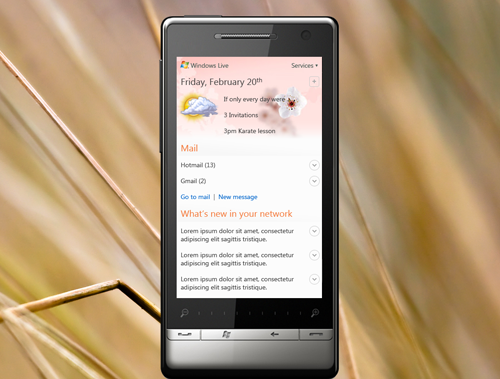 Windows Live
Services
Friday, February 20th
If only every day were
3 Invitations
3pm Karate lesson
Mail
Hotmail (13)
Gmail (2)
Go to mail | New message
What's new in your network
Lorem ipsum dolor sit amet, consectetur
adipiscing elit sagittis tristique.
Lorem ipsum dolor sit amet, consectetur
adipiscing elit sagittis tristique.
Lorem ipsum dolor sit amet, consectetur
adipiscing elit sagittis tristique.